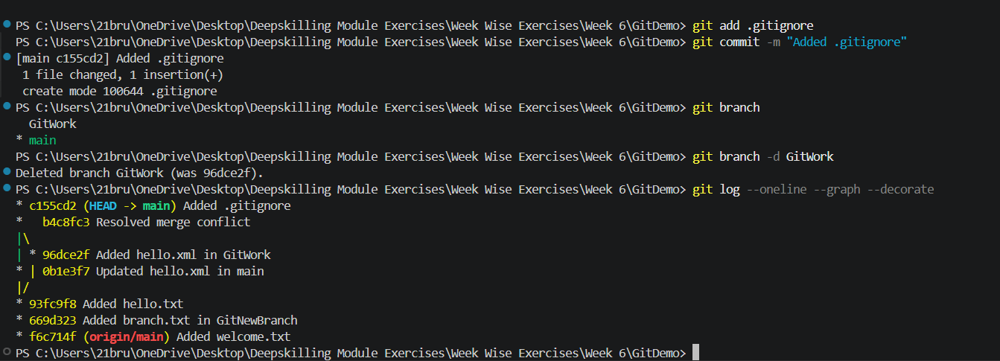 PS C:\Users\21bru\OneDrive\Desktop\Deepskilling Module Exercises\Week Wise Exercises\Week 6\GitDemo> git add .gitignore
PS C:\Users\21bru\OneDrive\Desktop\Deepskilling Module Exercises\Week Wise Exercises\Week 6\GitDemo> git commit -m "Added .gitignore"
[main c155cd2] Added .gitignore
 1 file changed, 1 insertion(+)
 create mode 100644 .gitignore
PS C:\Users\21bru\OneDrive\Desktop\Deepskilling Module Exercises\Week Wise Exercises\Week 6\GitDemo> git branch
  GitWork
* main
PS C:\Users\21bru\OneDrive\Desktop\Deepskilling Module Exercises\Week Wise Exercises\Week 6\GitDemo> git branch -d GitWork
Deleted branch GitWork (was 96dce2f).
PS C:\Users\21bru\OneDrive\Desktop\Deepskilling Module Exercises\Week Wise Exercises\Week 6\GitDemo> git log --oneline --graph --decorate
* c155cd2 (HEAD -> main) Added .gitignore
*   b4c8fc3 Resolved merge conflict
|\
| * 96dce2f Added hello.xml in GitWork
* | 0b1e3f7 Updated hello.xml in main
|/
* 93fc9f8 Added hello.txt
* 669d323 Added branch.txt in GitNewBranch
* f6c714f (origin/main) Added welcome.txt
PS C:\Users\21bru\OneDrive\Desktop\Deepskilling Module Exercises\Week Wise Exercises\Week 6\GitDemo>